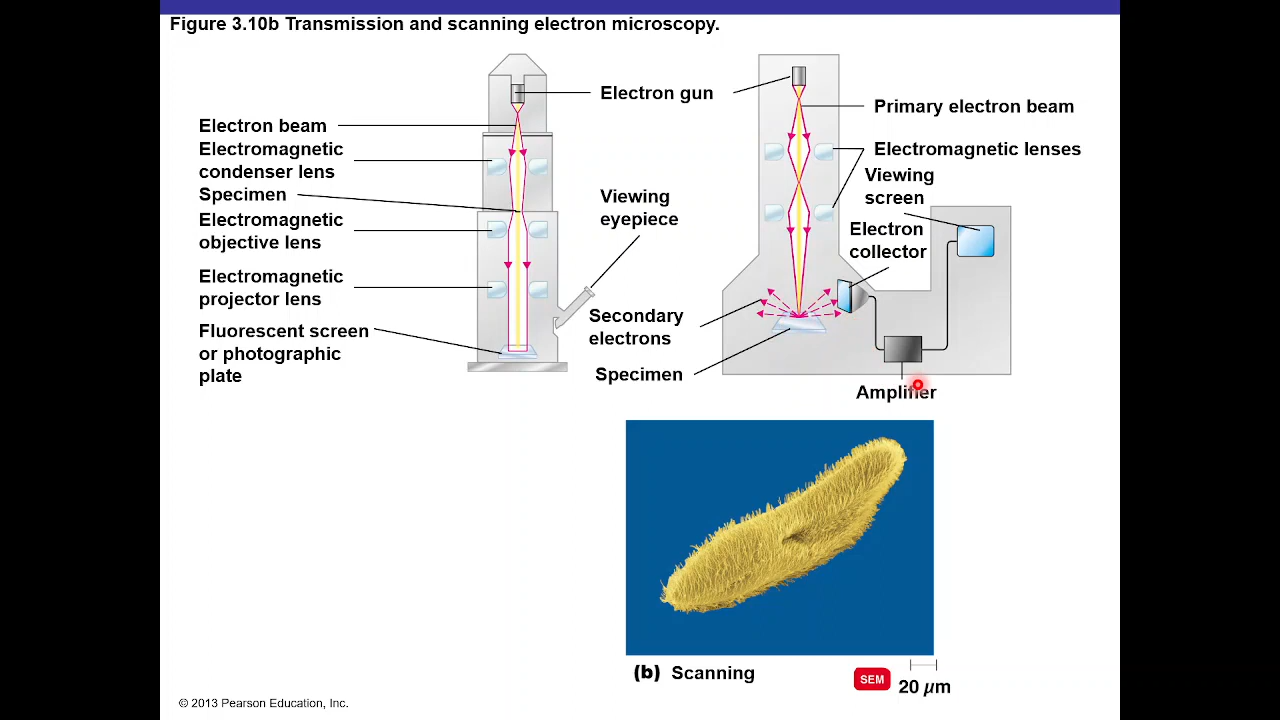 Figure 3.10b Transmission and scanning electron microscopy.
Electron gun
Electron beam
Electromagnetic
condenser lens
Specimen
Electromagnetic
objective lens
Electromagnetic
projector lens
Fluorescent screen
or photographic
plate
Viewing
eyepiece
Primary electron beam
Electromagnetic lenses
Viewing
screen
Electron
collector
Secondary
electrons
Specimen
Amplifier
(b) Scanning
SEM
20 μm
© 2013 Pearson Education, Inc.